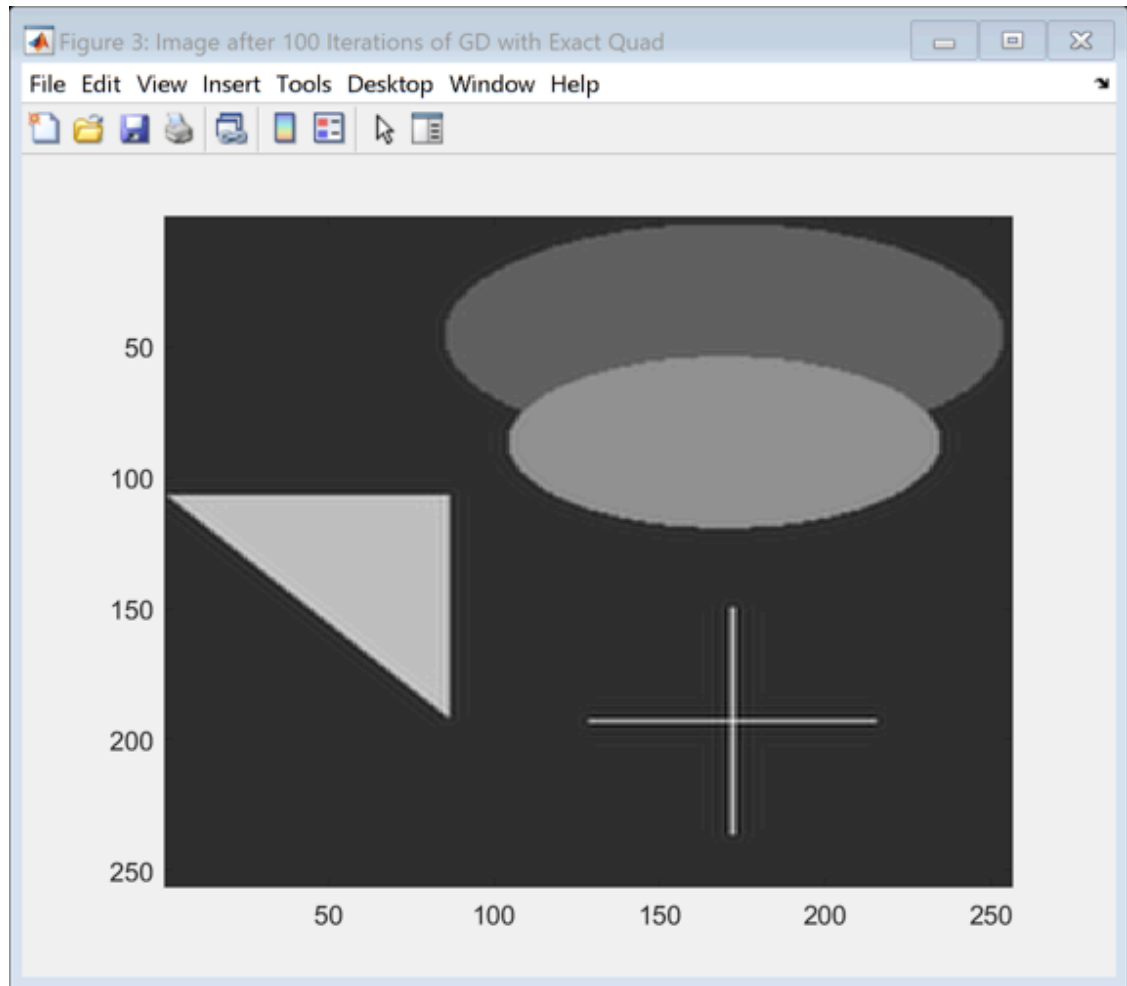 Figure 3: Image after 100 Iterations of GD with Exact Quad
File Edit View Insert Tools Desktop Window Help
50
100
150
200
250
50 100 150 200 250